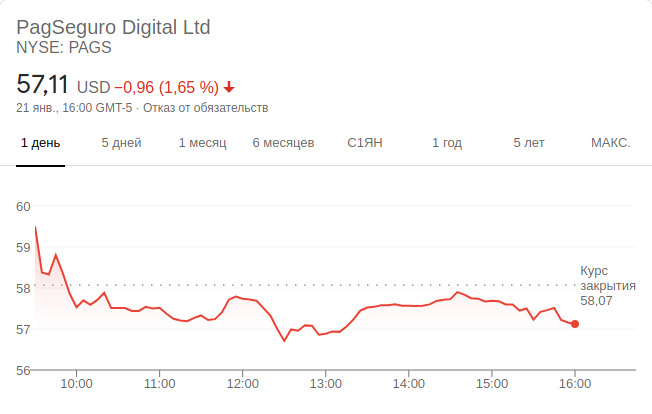 PagSeguro Digital Ltd
NYSE: PAGS
57,11 USD −0,96 (1,65 %)
21 янв., 16:00 GMT-5 · Отказ от обязательств
1 день 5 дней 1 месяц 6 месяцев С1ЯН 1 год 5 лет МАКС.
60
59
58
57
56
Курс
закрытия
58,07
10:00 11:00 12:00 13:00 14:00 15:00 16:00